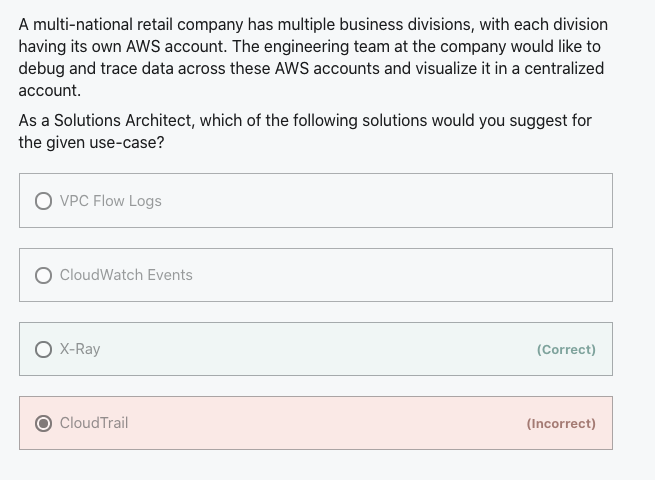 A multi-national retail company has multiple business divisions, with each division
having its own AWS account. The engineering team at the company would like to
debug and trace data across these AWS accounts and visualize it in a centralized
account.
As a Solutions Architect, which of the following solutions would you suggest for
the given use-case?
VPC Flow Logs
CloudWatch Events
X-Ray (Correct)
CloudTrail (Incorrect)